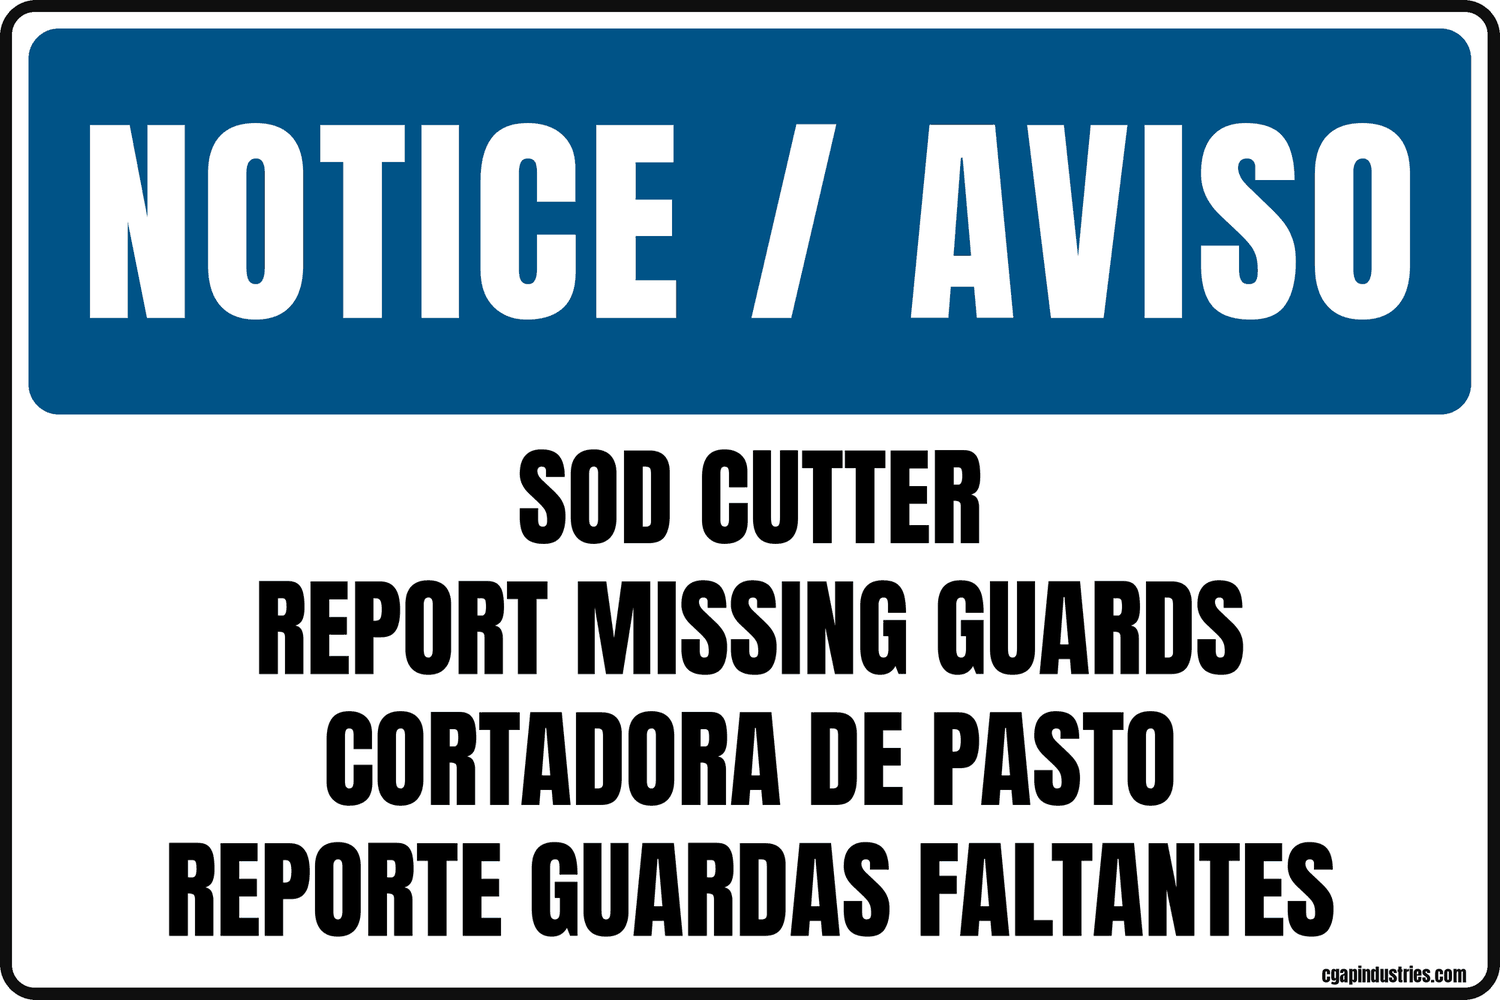 NOTICE / AVISO
SOD CUTTER
REPORT MISSING GUARDS
CORTADORA DE PASTO
REPORTE GUARDAS FALTANTES
cgapindustries.com